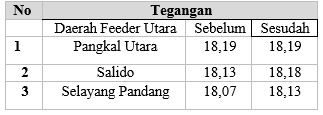 No Tegangan
Daerah Feeder Utara Sebelum Sesudah
1 Pangkal Utara 18,19 18,19
2 Salido 18,13 18,18
3 Selayang Pandang 18,07 18,13